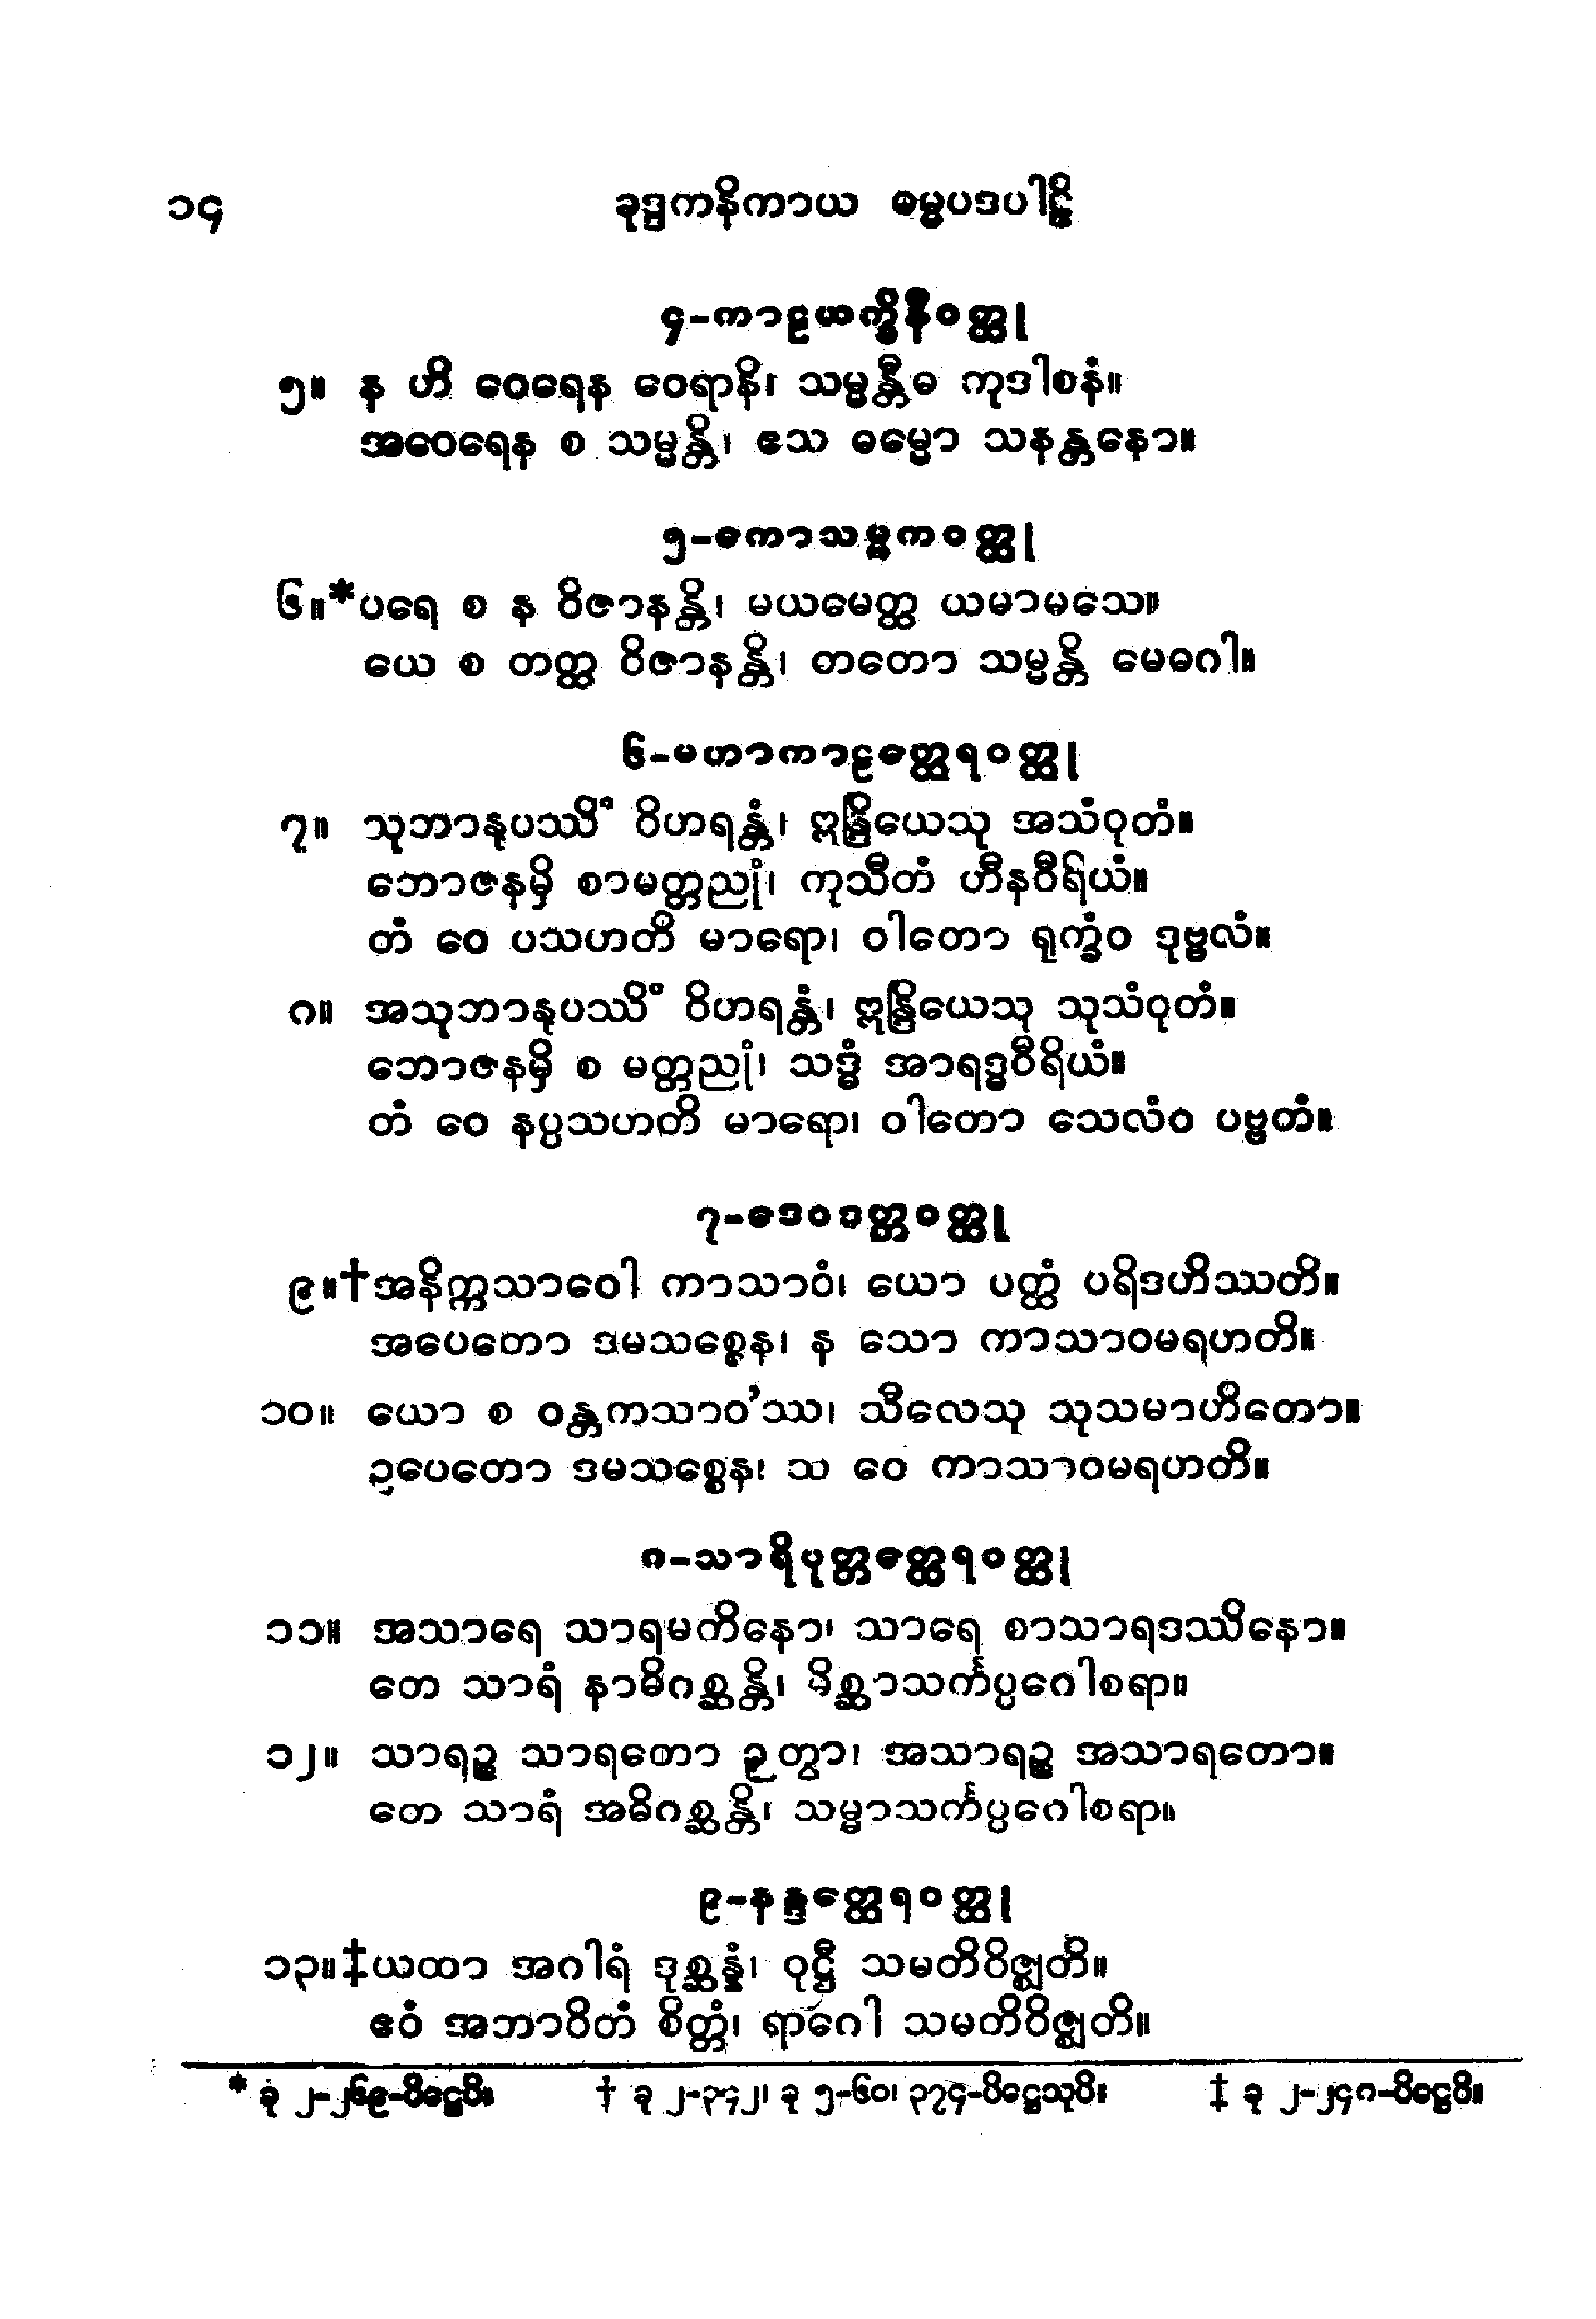 ၁၄ ခုဒ္ဒကနိကာယ ဓမ္မပဒပါဠိ
၄-ကာဠယက္ခိနီဝတ္ထု
၅။ န ဟိ ဝေရေန ဝေရာနိ၊ သမ္မန္တီဓ ကုဒါစနံ။
အဝေရေန စ သမ္မန္တိ၊ ဧသ ဓမ္မော သနန္တနော။
၅-ကောသမ္ဗကဝတ္ထု
၆။*ပရေ စ န ဝိဇာနန္တိ၊ မယမေတ္ထ ယမာမသေ။
ယေ စ တတ္ထ ဝိဇာနန္တိ၊ တတော သမ္မန္တိ မေဓဂါ။
၆-မဟာကာဠတ္ထေရဝတ္ထု
၇။ သုဘာနုပဿိံ ဝိဟရန္တံ၊ ဣန္ဒြိယေသု အသံဝုတံ။
ဘောဇနမှိ စာမတ္တညုံ၊ ကုသီတံ ဟီနဝီရိယံ။
တံ ဝေ ပသဟတိ မာရော၊ ဝါတော ရုက္ခံဝ ဒုဗ္ဗလံ။
၈။ အသုဘာနုပဿိံ ဝိဟရန္တံ၊ ဣန္ဒြိယေသု သုသံဝုတံ။
ဘောဇနမှိ စ မတ္တညုံ၊ သဒ္ဓံ အာရဒ္ဓဝီရိယံ။
တံ ဝေ နပ္ပသဟတိ မာရော၊ ဝါတော သေလံဝ ပဗ္ဗတံ။
၇-ဒေဝဒတ္တဝတ္ထု
၉။†အနိက္ကသာဝေါ ကာသာဝံ၊ ယော ပတ္ထံ ပရိဒဟိဿတိ။
အပေတော ဒမသစ္စေန၊ န သော ကာသာဝမရဟတိ။
၁၀။ ယော စ ဝန္တကသာဝ’ဿ၊ သီလေသု သုသမာဟိတော။
ဥပေတော ဒမသစ္စေန၊ သ ဝေ ကာသာဝမရဟတိ။
၈-သာရိပုတ္တတ္ထေရဝတ္ထု
၁၁။ အသာရေ သာရမတိနော၊ သာရေ စာသာရဒဿိနော။
တေ သာရံ နာဓိဂစ္ဆန္တိ၊ မိစ္ဆာသင်္ကပ္ပဂေါစရာ။
၁၂။ သာရဉ္စ သာရတော ဉတွာ၊ အသာရဉ္စ အသာရတော။
တေ သာရံ အဓိဂစ္ဆန္တိ၊ သမ္မာသင်္ကပ္ပဂေါစရာ။
၉-နန္ဒတ္ထေရဝတ္ထု
၁၃။‡ယထာ အဂါရံ ဒုစ္ဆန္နံ၊ ဝုဋ္ဌီ သမတိဝိဇ္ဈတိ။
ဧဝံ အဘာဝိတံ စိတ္တံ၊ ရာဂေါ သမတိဝိဇ္ဈတိ။
* ခု ၂-၂၆၉-ပိဋ္ဌေပိ။ † ခု ၂-၃၄၂၊ ခု ၅-၆၀၊ ၃၇၄-ပိဋ္ဌေသုပိ။ ‡ ခု ၂-၂၄၈-ပိဋ္ဌေပိ။